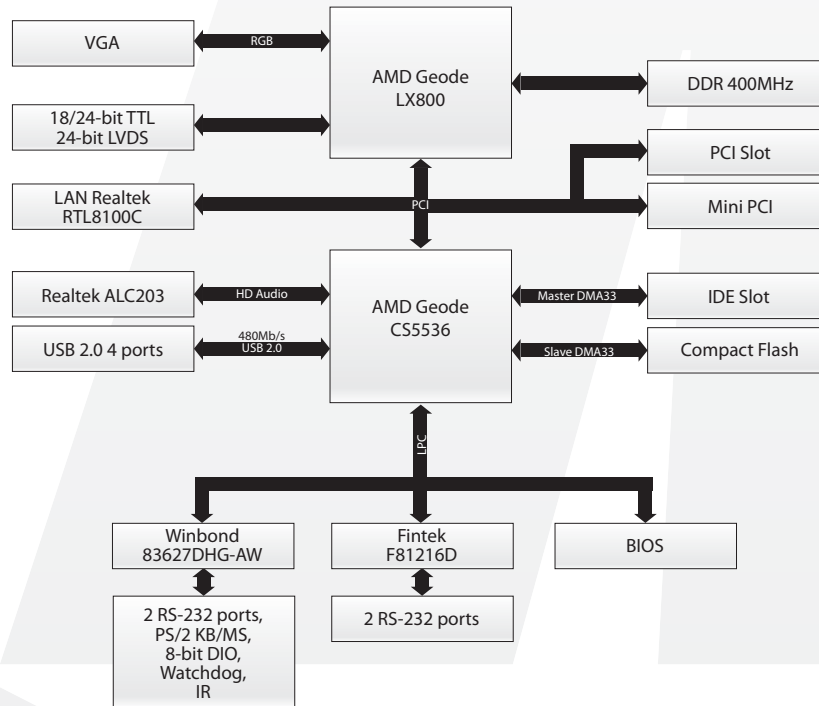 VGA
RGB
AMD Geode
LX800
DDR 400MHz
18/24-bit TTL
24-bit LVDS
PCI Slot
LAN Realtek
RTL8100C
PCI
Mini PCI
Realtek ALC203
HD Audio
AMD Geode
CS5536
Master DMA33
IDE Slot
USB 2.0 4 ports
480Mb/s
USB 2.0
Slave DMA33
Compact Flash
LPC
Winbond
83627DHG-AW
Fintek
F81216D
BIOS
2 RS-232 ports,
PS/2 KB/MS,
8-bit DIO,
Watchdog,
IR
2 RS-232 ports